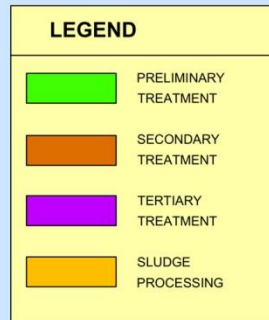 LEGEND
PRELIMINARY
TREATMENT
SECONDARY
TREATMENT
TERTIARY
TREATMENT
SLUDGE
PROCESSING